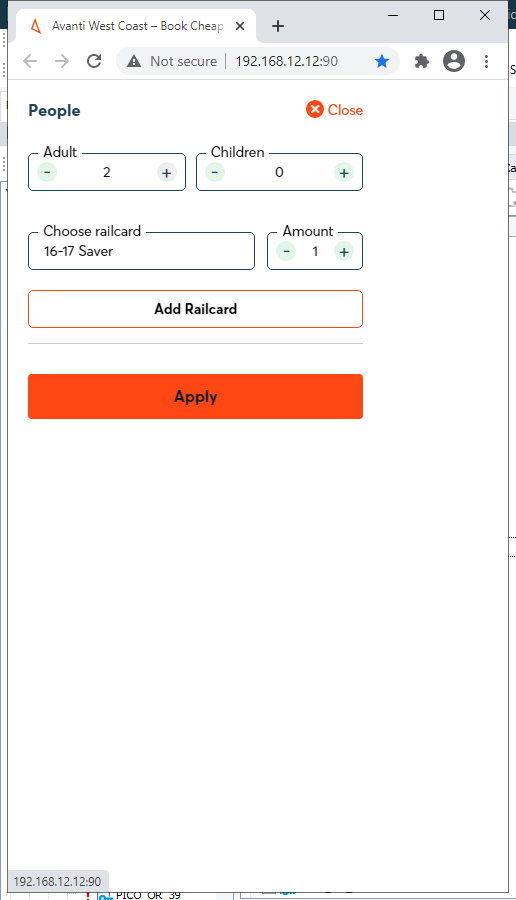 Avanti West Coast – Book Cheap
Not secure | 192.168.12.12:90
People
Close
Adult
Children
- 2 +
- 0 +
Choose railcard
Amount
16-17 Saver
- 1 +
Add Railcard
Apply
192.168.12.12:90
PICO_OR_39